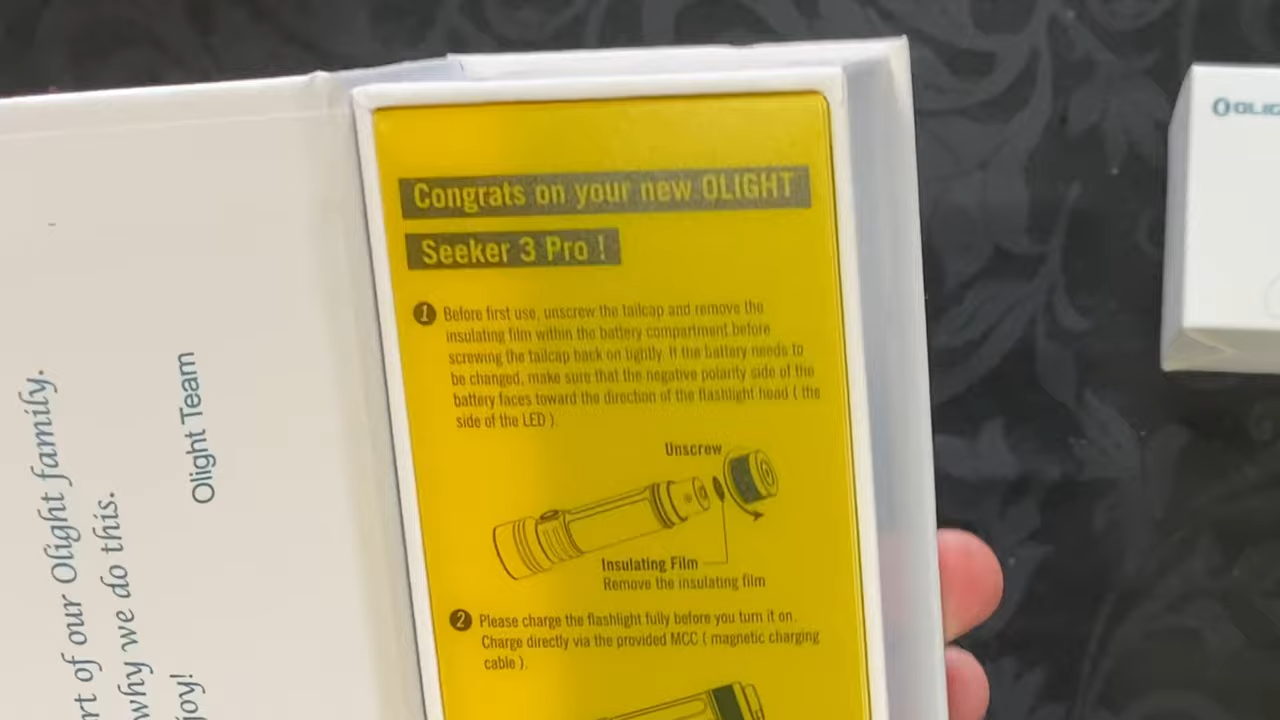 Congrats on your new OLIGHT
Seeker 3 Pro !
1 Before first use, unscrew the tailcap and remove the
insulating film within the battery compartment before
screwing the tailcap back on tightly. If the battery needs to
be changed, make sure that the negative polarity side of the
battery faces toward the direction of the flashlight head ( the
side of the LED ).
Unscrew
Insulating Film
Remove the insulating film
2 Please charge the flashlight fully before you turn it on.
Charge directly via the provided MCC ( magnetic charging
cable ).
rt of our Olight family.
why we do this.
joy!
Olight Team
OLIG